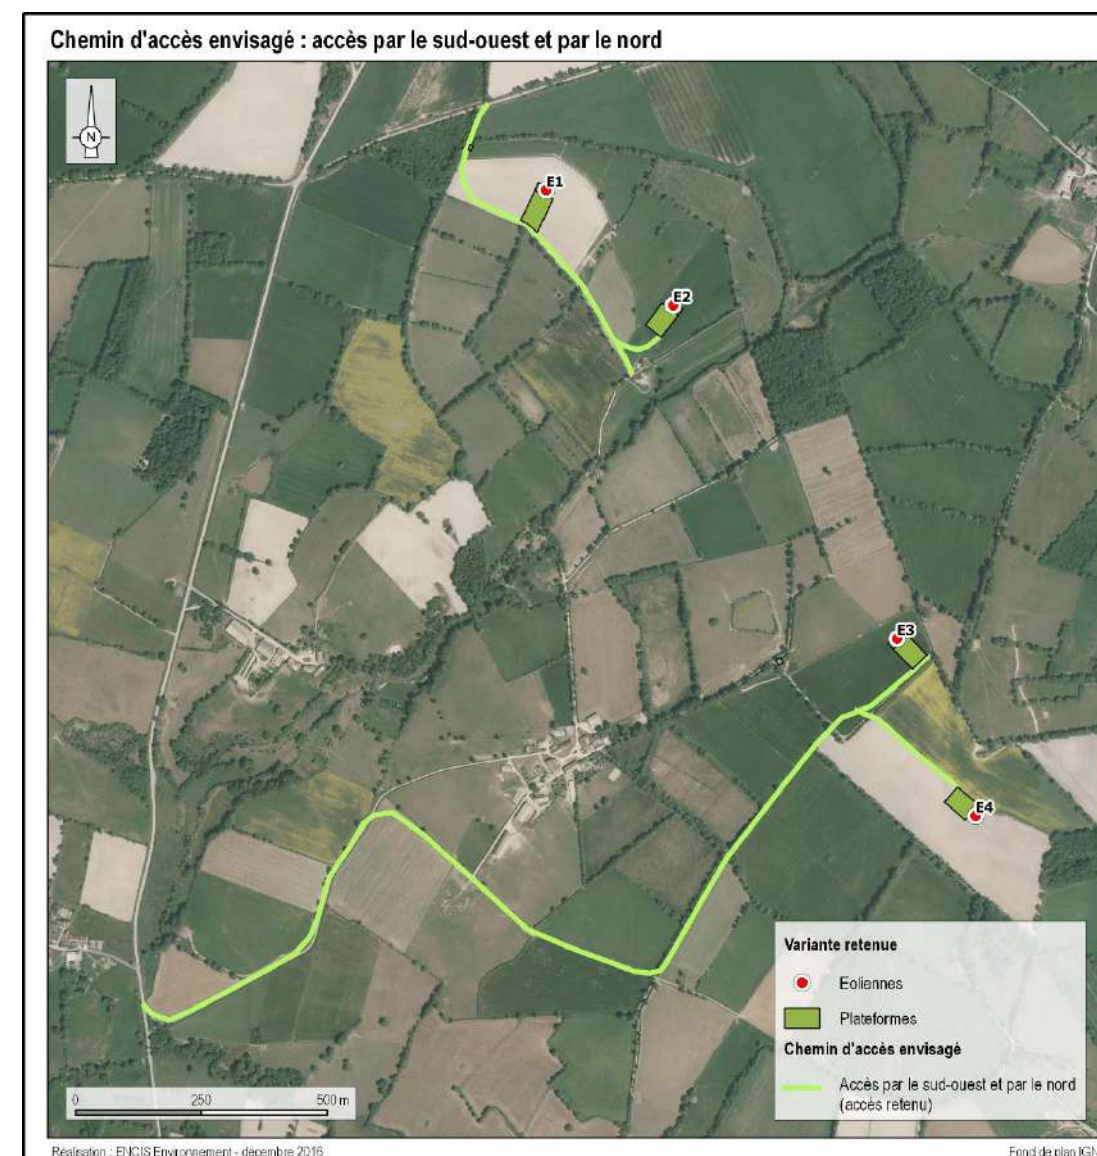 Chemin d'accès envisagé : accès par le sud-ouest et par le nord
N
E1
E2
E3
E4
Variante retenue
Eoliennes
Plateformes
Chemin d'accès envisagé
Accès par le sud-ouest et par le nord
(accès retenu)
0 250 500 m
Réalisation : ENCIS Environnement - décembre 2016
Fond de plan IGN